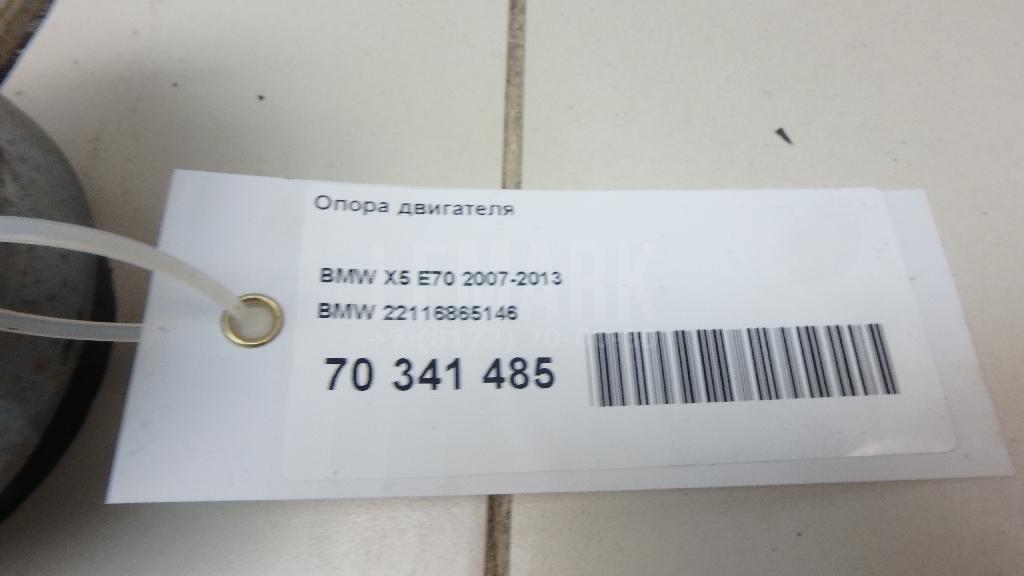 Опора двигателя
BMW X5 E70 2007-2013
BMW 22116865146
70 341 485